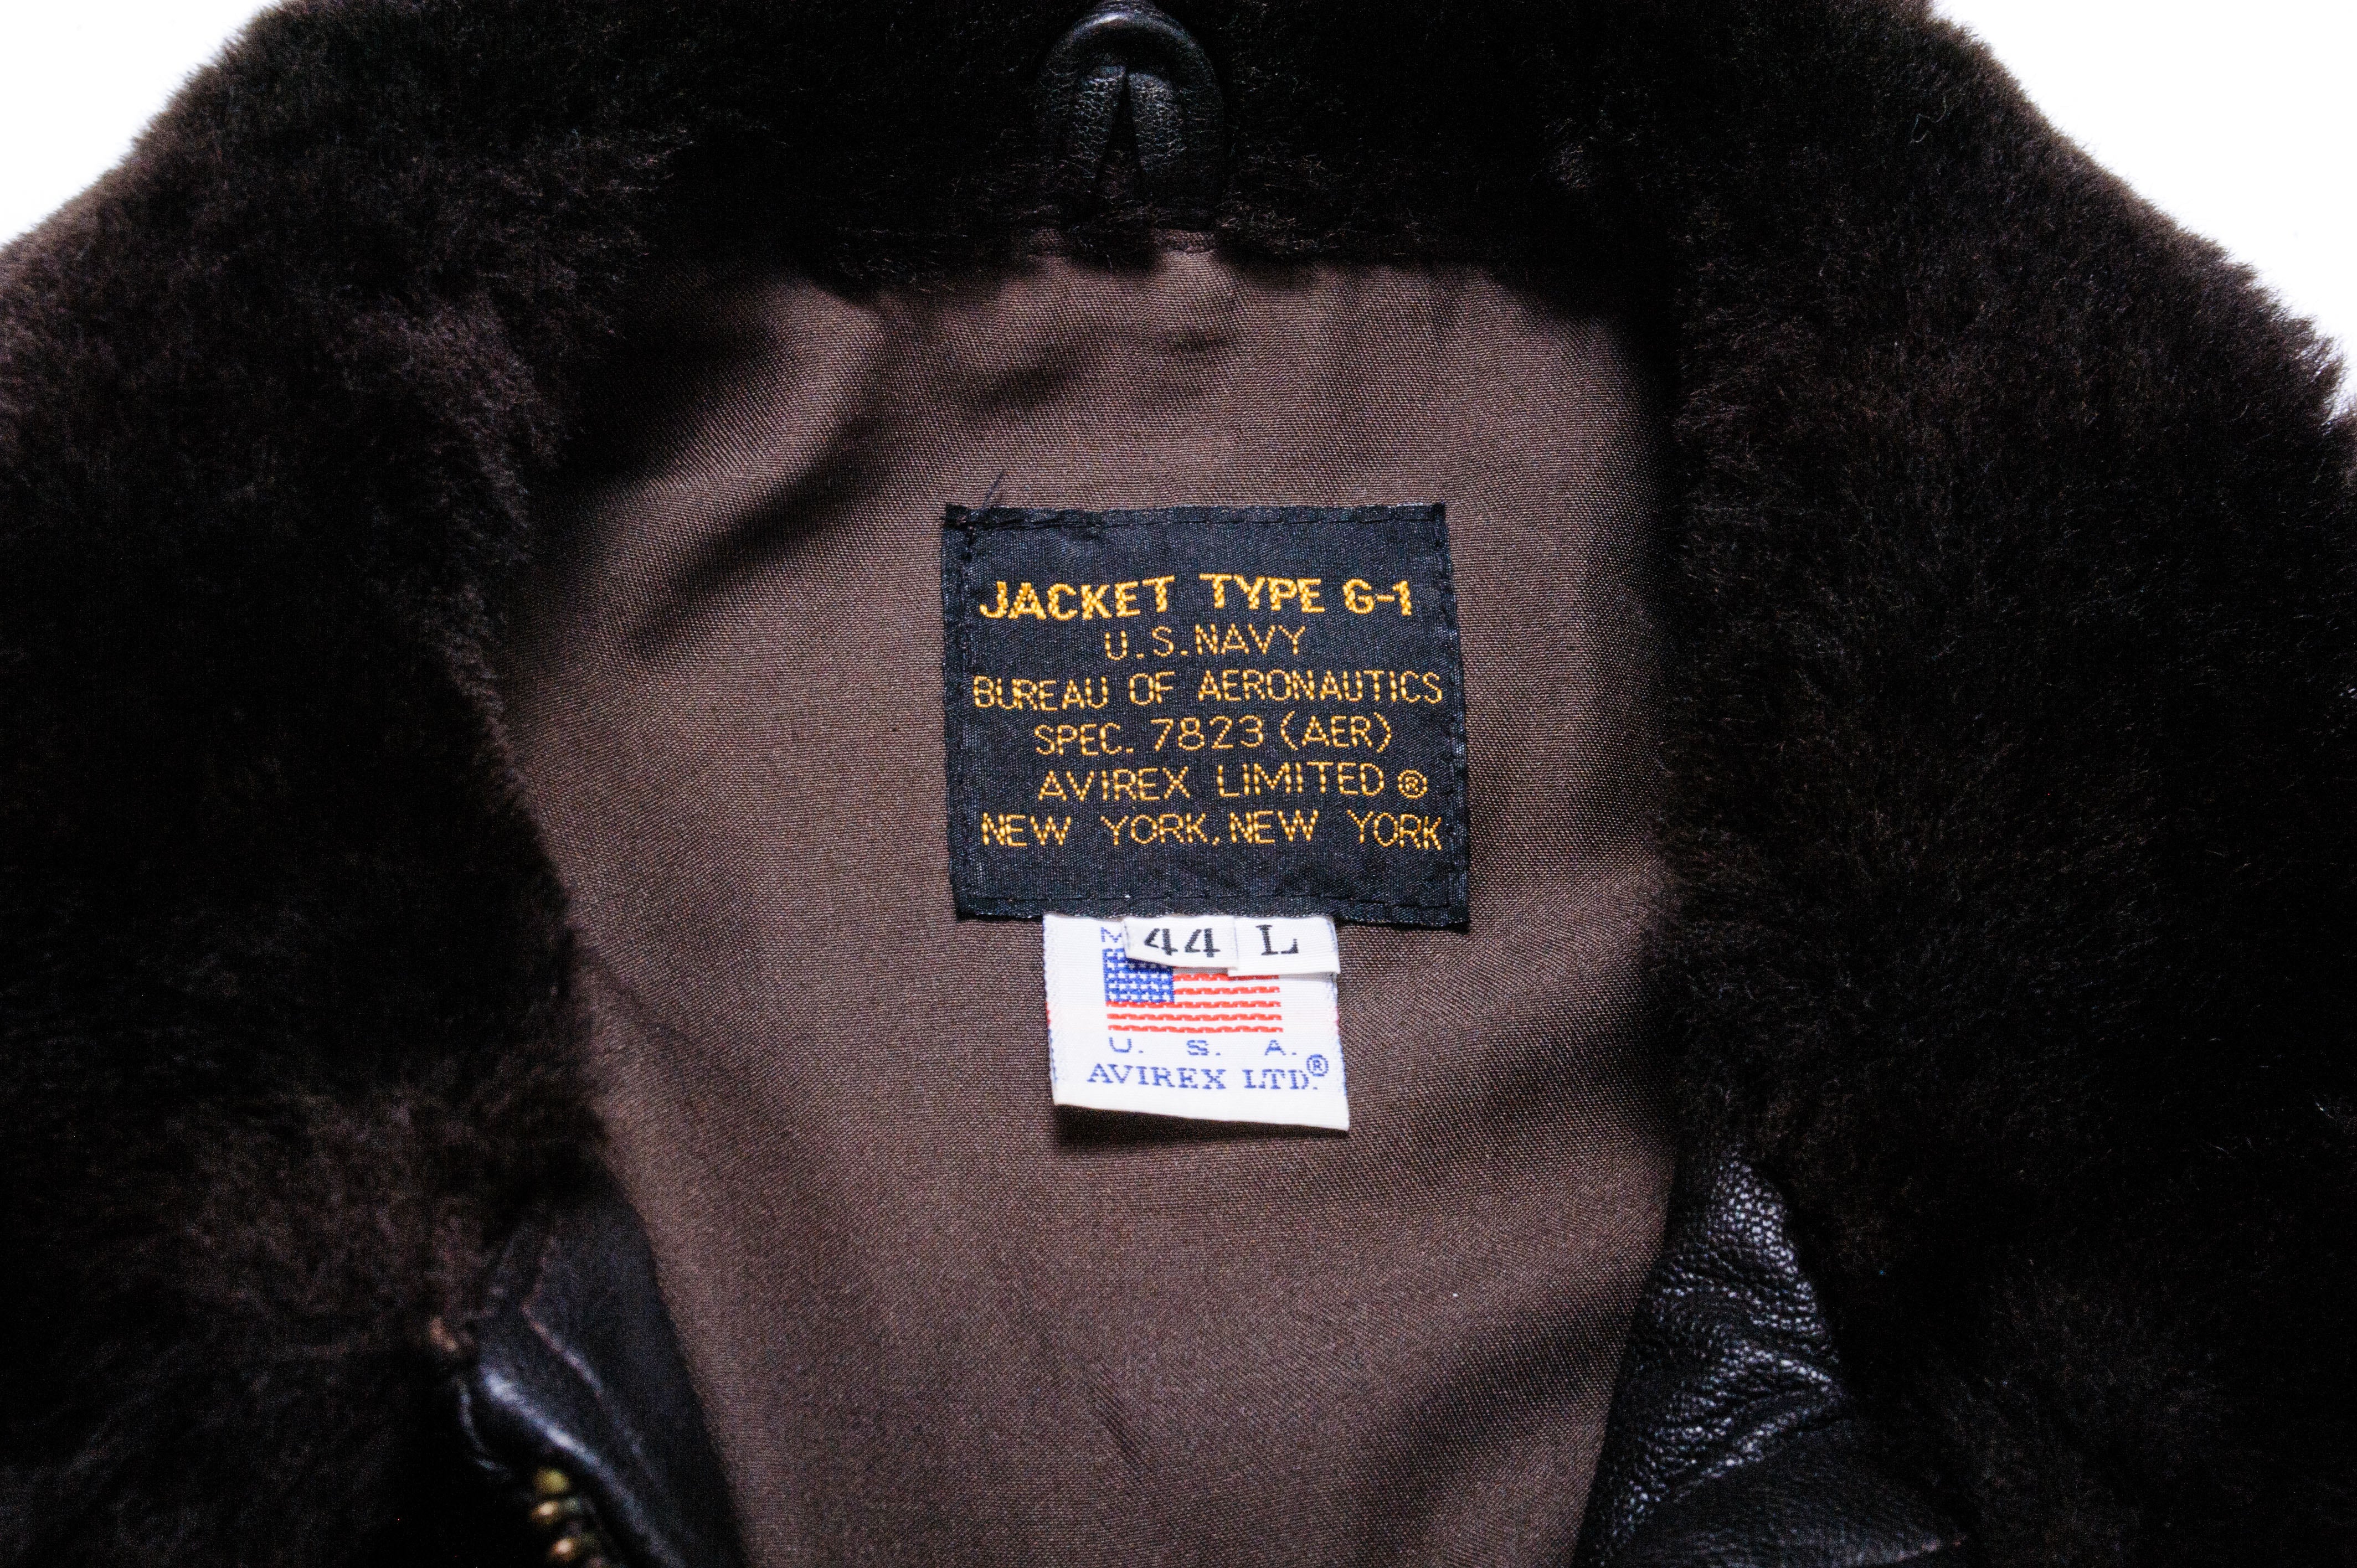 JACKET TYPE G-1
U.S. NAVY
BUREAU OF AERONAUTICS
SPEC. 7823 (AER)
AVIREX LIMITED ®
NEW YORK, NEW YORK
44 L
U. S. A.
AVIREX LTD.®